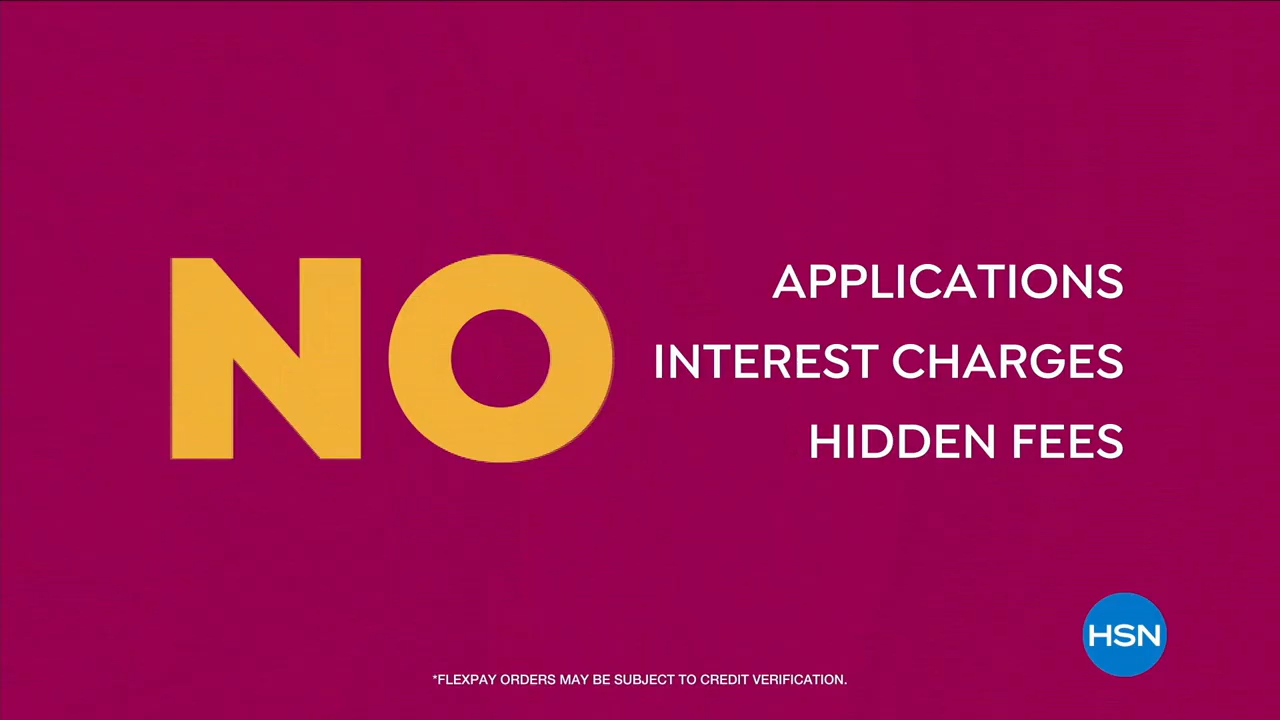 NO
APPLICATIONS
INTEREST CHARGES
HIDDEN FEES
HSN
*FLEXPAY ORDERS MAY BE SUBJECT TO CREDIT VERIFICATION.